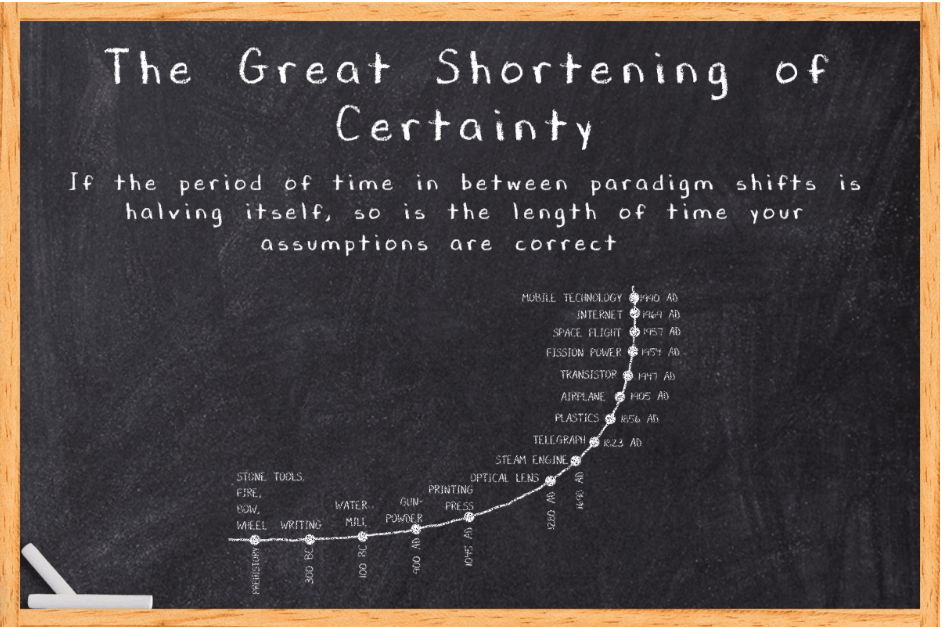 The Great Shortening of
Certainty
If the period of time in between paradigm shifts is
halving itself, so is the length of time your
assumptions are correct
MOBILE TECHNOLOGY 1990 AD
INTERNET 1969 AD
SPACE FLIGHT 1957 AD
FISSION POWER 1954 AD
TRANSISTOR 1947 AD
AIRPLANE 1905 AD
PLASTICS 1856 AD
TELEGRAPH 1823 AD
STEAM ENGINE 1690 AD
OPTICAL LENS 1280 AD
PRINTING
PRESS 1045 AD
GUN-
POWDER 900 AD
WATER
MILL 100 BC
WRITING 300 BC
STONE TOOLS,
FIRE,
BOW,
WHEEL PREHISTORY